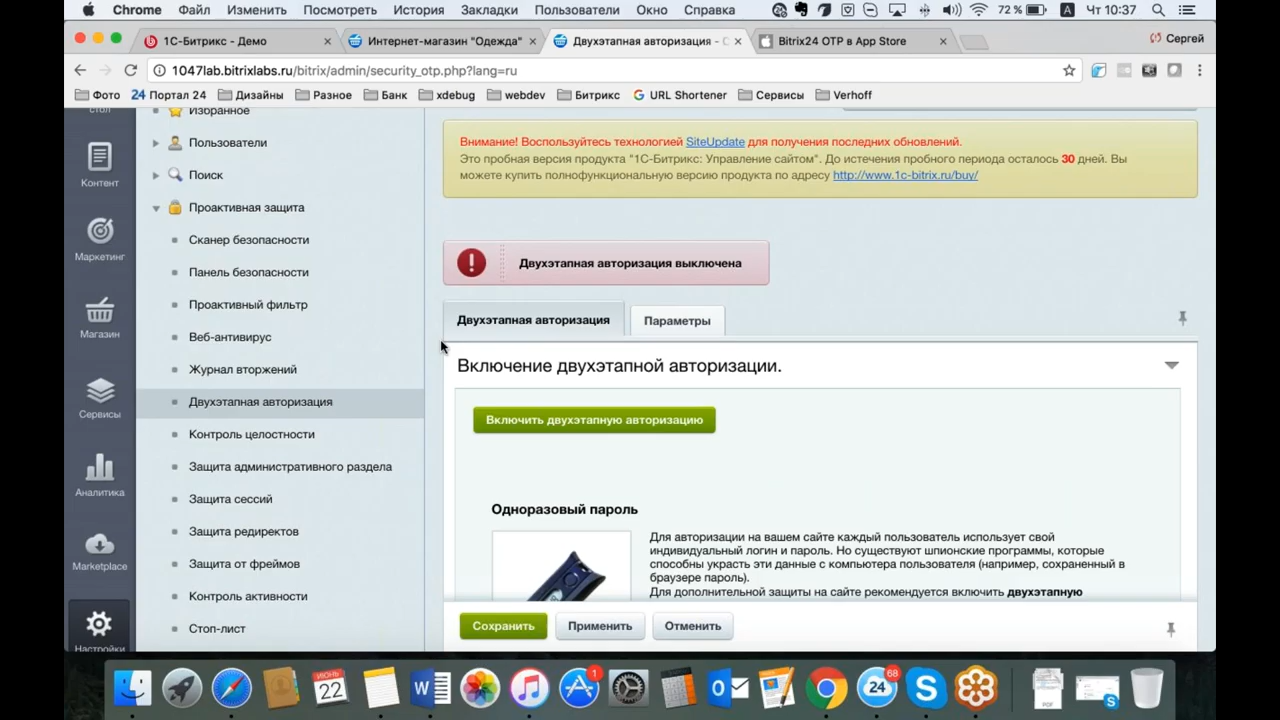 Chrome Файл Изменить Посмотреть История Закладки Пользователи Окно Справка 72 % A Чт 10:37
1С-Битрикс - Демо × Интернет-магазин "Одежда" × Двухэтапная авторизация - × Bitrix24 OTP в App Store × Сергей
1047lab.bitrixlabs.ru/bitrix/admin/security_otp.php?lang=ru
Фото 24 Портал 24 Дизайны Разное Банк xdebug webdev Битрикс URL Shortener Сервисы Verhoff
стол
Контент
Маркетинг
Магазин
Сервисы
Аналитика
Marketplace
Настройки
Избранное
Пользователи
Поиск
Проактивная защита
Сканер безопасности
Панель безопасности
Проактивный фильтр
Веб-антивирус
Журнал вторжений
Двухэтапная авторизация
Контроль целостности
Защита административного раздела
Защита сессий
Защита редиректов
Защита от фреймов
Контроль активности
Стоп-лист
Внимание! Воспользуйтесь технологией SiteUpdate для получения последних обновлений.
Это пробная версия продукта "1С-Битрикс: Управление сайтом". До истечения пробного периода осталось 30 дней. Вы
можете купить полнофункциональную версию продукта по адресу http://www.1c-bitrix.ru/buy/
Двухэтапная авторизация выключена
Двухэтапная авторизация Параметры
Включение двухэтапной авторизации.
Включить двухэтапную авторизацию
Одноразовый пароль
Для авторизации на вашем сайте каждый пользователь использует свой
индивидуальный логин и пароль. Но существуют шпионские программы, которые
способны украсть эти данные с компьютера пользователя (например, сохраненный в
браузере пароль).
Для дополнительной защиты на сайте рекомендуется включить двухэтапную
Сохранить Применить Отменить
ИЮНЬ
22
1
24
68
PDF